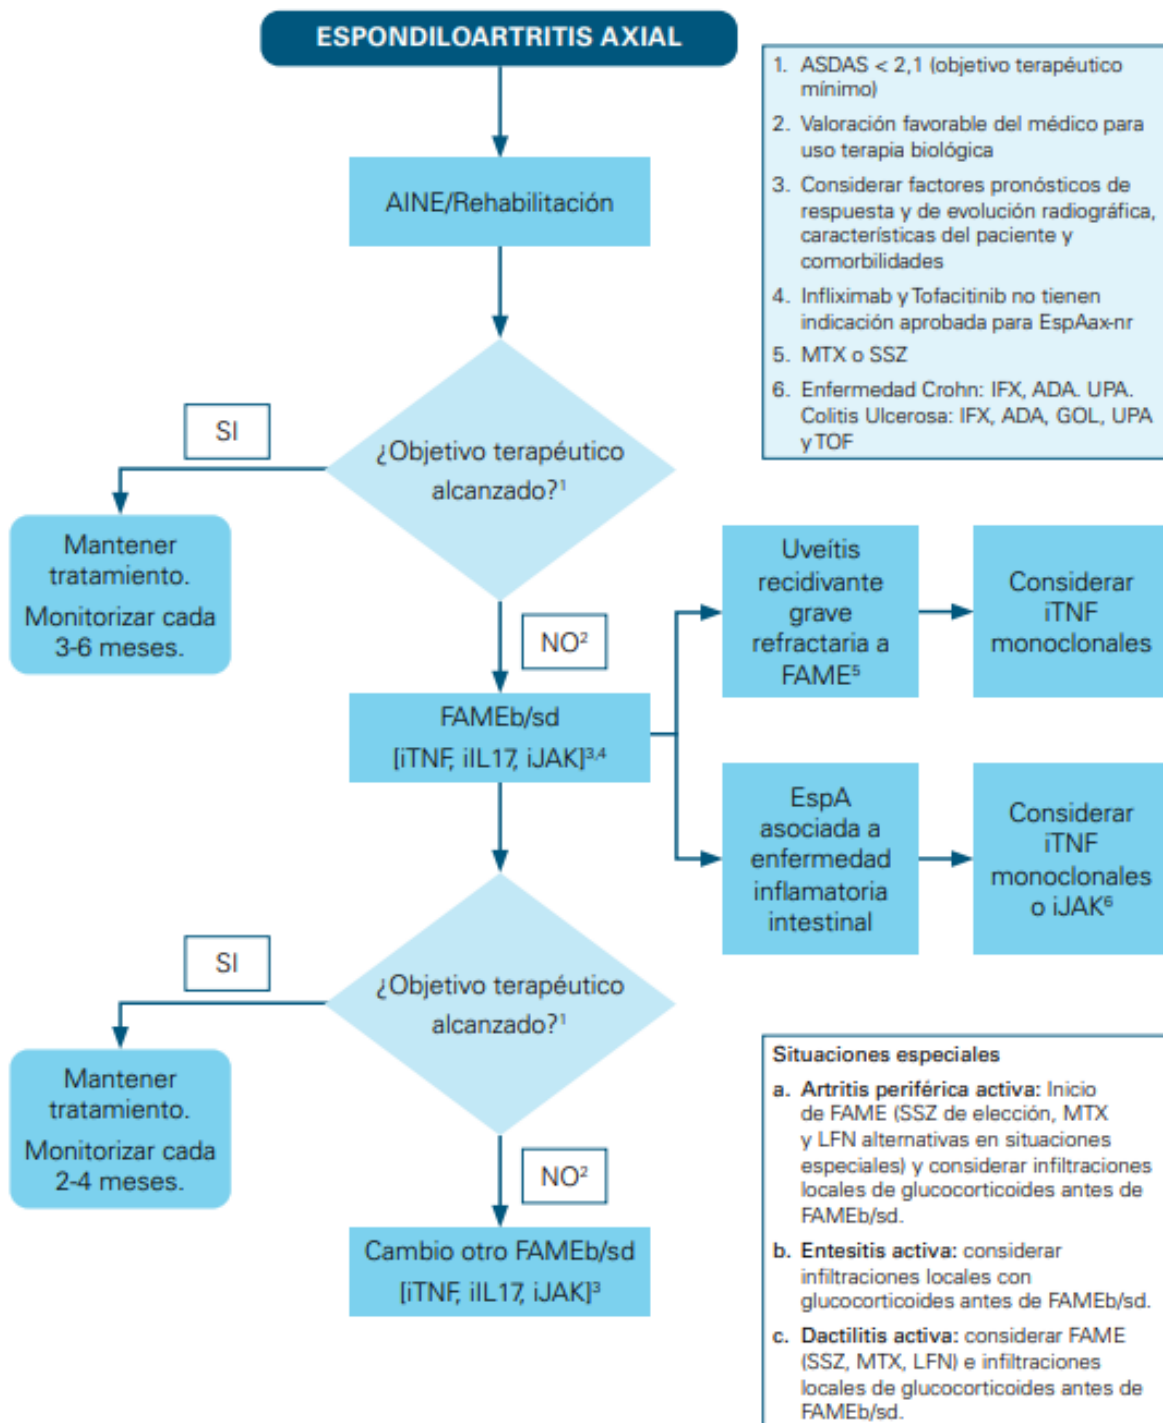 ESPONDILOARTRITIS AXIAL
AINE/Rehabilitación
¿Objetivo terapéutico
alcanzado?¹
SI
Mantener
tratamiento.
Monitorizar cada
3-6 meses.
NO²
FAMEb/sd
[iTNF, iIL17, iJAK]³,⁴
Uveítis
recidivante
grave
refractaria a
FAME⁵
Considerar
iTNF
monoclonales
EspA
asociada a
enfermedad
inflamatoria
intestinal
Considerar
iTNF
monoclonales
o iJAK⁶
¿Objetivo terapéutico
alcanzado?¹
SI
Mantener
tratamiento.
Monitorizar cada
2-4 meses.
NO²
Cambio otro FAMEb/sd
[iTNF, iIL17, iJAK]³
1. ASDAS < 2,1 (objetivo terapéutico
mínimo)
2. Valoración favorable del médico para
uso terapia biológica
3. Considerar factores pronósticos de
respuesta y de evolución radiográfica,
características del paciente y
comorbilidades
4. Infliximab y Tofacitinib no tienen
indicación aprobada para EspAax-nr
5. MTX o SSZ
6. Enfermedad Crohn: IFX, ADA. UPA.
Colitis Ulcerosa: IFX, ADA, GOL, UPA
y TOF
Situaciones especiales
a. Artritis periférica activa: Inicio
de FAME (SSZ de elección, MTX
y LFN alternativas en situaciones
especiales) y considerar infiltraciones
locales de glucocorticoides antes de
FAMEb/sd.
b. Entesitis activa: considerar
infiltraciones locales con
glucocorticoides antes de FAMEb/sd.
c. Dactilitis activa: considerar FAME
(SSZ, MTX, LFN) e infiltraciones
locales de glucocorticoides antes de
FAMEb/sd.